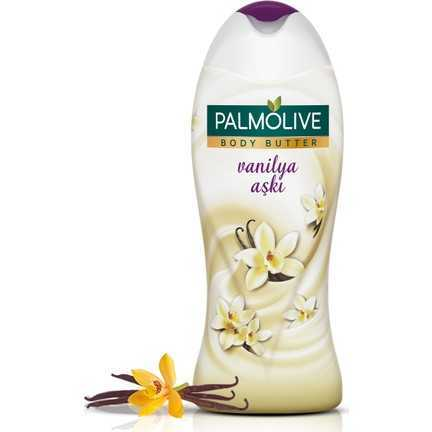 PALMOLIVE
BODY BUTTER
vanilya
aşkı